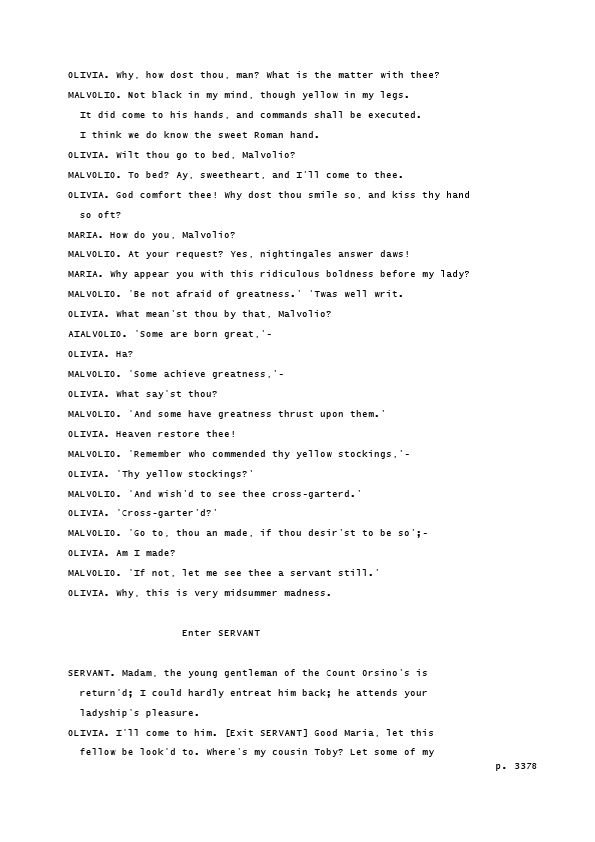 OLIVIA. Why, how dost thou, man? What is the matter with thee?
MALVOLIO. Not black in my mind, though yellow in my legs.
It did come to his hands, and commands shall be executed.
I think we do know the sweet Roman hand.
OLIVIA. Wilt thou go to bed, Malvolio?
MALVOLIO. To bed? Ay, sweetheart, and I'll come to thee.
OLIVIA. God comfort thee! Why dost thou smile so, and kiss thy hand
so oft?
MARIA. How do you, Malvolio?
MALVOLIO. At your request? Yes, nightingales answer daws!
MARIA. Why appear you with this ridiculous boldness before my lady?
MALVOLIO. 'Be not afraid of greatness.' 'Twas well writ.
OLIVIA. What mean'st thou by that, Malvolio?
AIALVOLIO. 'Some are born great,'-
OLIVIA. Ha?
MALVOLIO. 'Some achieve greatness,'-
OLIVIA. What say'st thou?
MALVOLIO. 'And some have greatness thrust upon them.'
OLIVIA. Heaven restore thee!
MALVOLIO. 'Remember who commended thy yellow stockings,'-
OLIVIA. 'Thy yellow stockings?'
MALVOLIO. 'And wish'd to see thee cross-garterd.'
OLIVIA. 'Cross-garter'd?'
MALVOLIO. 'Go to, thou an made, if thou desir'st to be so';-
OLIVIA. Am I made?
MALVOLIO. 'If not, let me see thee a servant still.'
OLIVIA. Why, this is very midsummer madness.
Enter SERVANT
SERVANT. Madam, the young gentleman of the Count Orsino's is
return'd; I could hardly entreat him back; he attends your
ladyship's pleasure.
OLIVIA. I'll come to him. [Exit SERVANT] Good Maria, let this
fellow be look'd to. Where's my cousin Toby? Let some of my
p. 3378